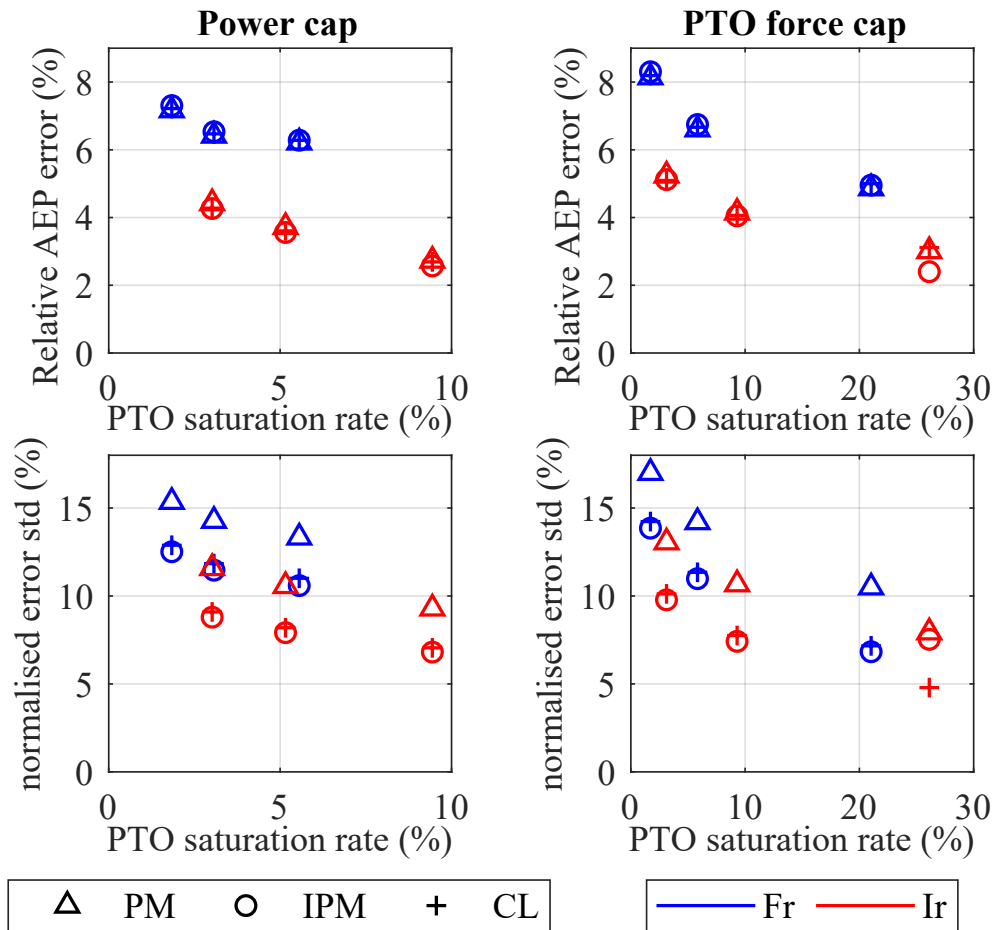 Power cap
PTO force cap
Relative AEP error (%)
8
6
4
2
0
0
5
10
PTO saturation rate (%)
Relative AEP error (%)
8
6
4
2
0
0
10
20
30
PTO saturation rate (%)
normalised error std (%)
15
10
5
0
0
5
10
PTO saturation rate (%)
normalised error std (%)
15
10
5
0
0
10
20
30
PTO saturation rate (%)
PM IPM CL
Fr Ir